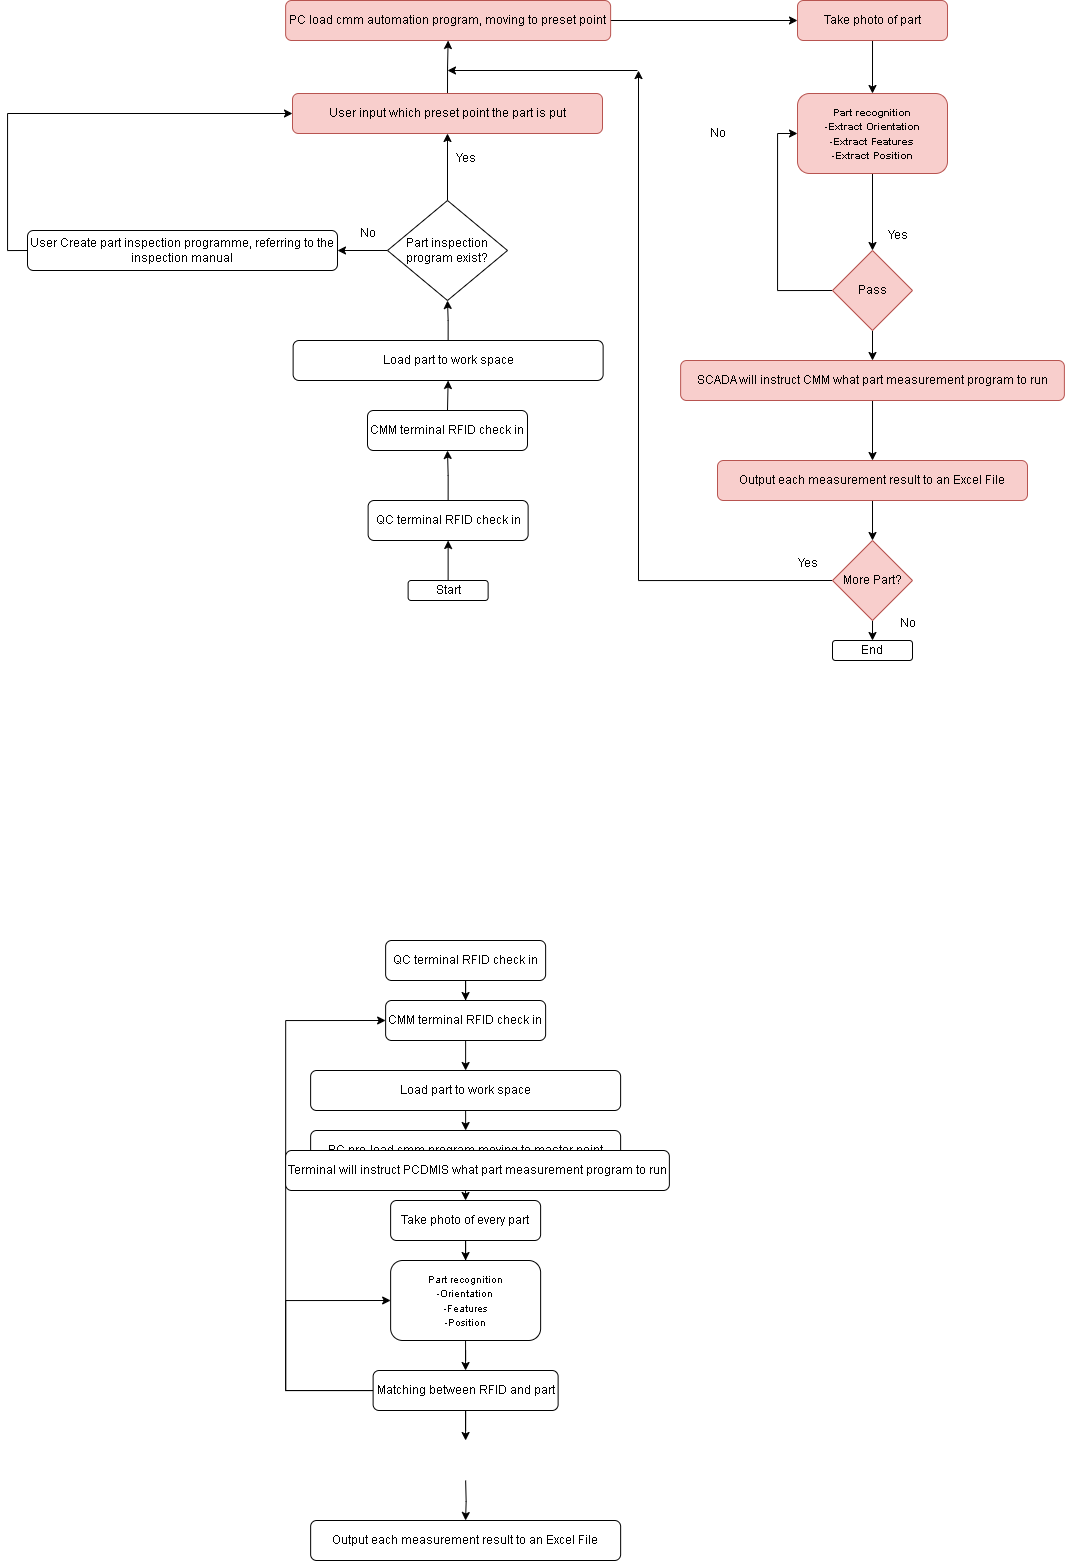 PC load cmm automation program, moving to preset point
Take photo of part
User input which preset point the part is put
Part recognition
-Extract Orientation
-Extract Features
-Extract Position
No
Yes
User Create part inspection programme, referring to the
inspection manual
No
Part inspection
program exist?
Yes
Pass
Load part to work space
SCADA will instruct CMM what part measurement program to run
CMM terminal RFID check in
Output each measurement result to an Excel File
QC terminal RFID check in
Yes
More Part?
Start
No
End
QC terminal RFID check in
CMM terminal RFID check in
Load part to work space
PC pre-load cmm program moving to master point
Terminal will instruct PCDMIS what part measurement program to run
Take photo of every part
Part recognition
-Orientation
-Features
-Position
Matching between RFID and part
Output each measurement result to an Excel File